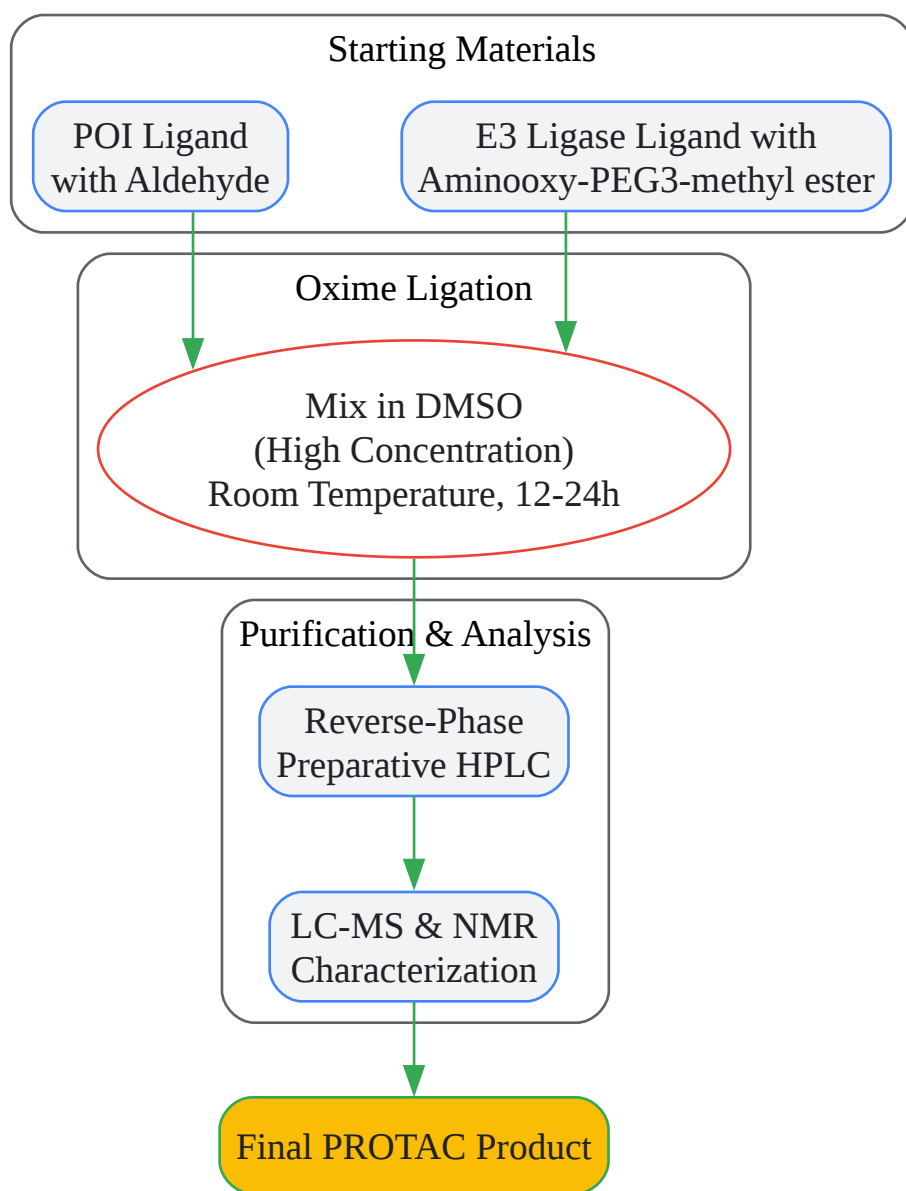 Starting Materials
POI Ligand
with Aldehyde
E3 Ligase Ligand with
Aminooxy-PEG3-methyl ester
Oxime Ligation
Mix in DMSO
(High Concentration)
Room Temperature, 12-24h
Purification & Analysis
Reverse-Phase
Preparative HPLC
LC-MS & NMR
Characterization
Final PROTAC Product